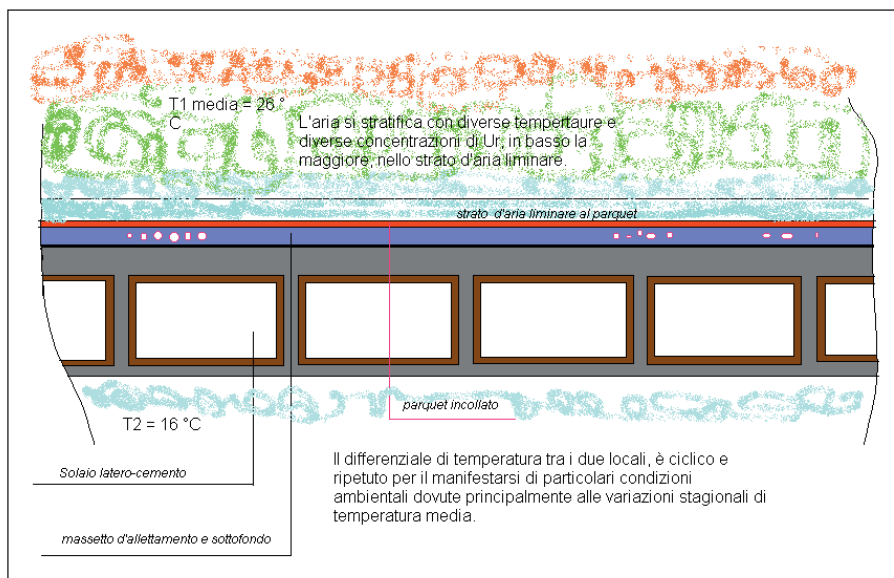 T1 media = 26 °
C
L'aria si stratifica con diverse tempertaure e
diverse concentrazioni di Ur, in basso la
maggiore, nello strato d'aria liminare.
strato d'aria liminare al parquet
parquet incollato
T2 = 16 °C
Solaio latero-cemento
Il differenziale di temperatura tra i due locali, è ciclico e
ripetuto per il manifestarsi di particolari condizioni
ambientali dovute principalmente alle variazioni stagionali di
temperatura media.
massetto d'allettamento e sottofondo